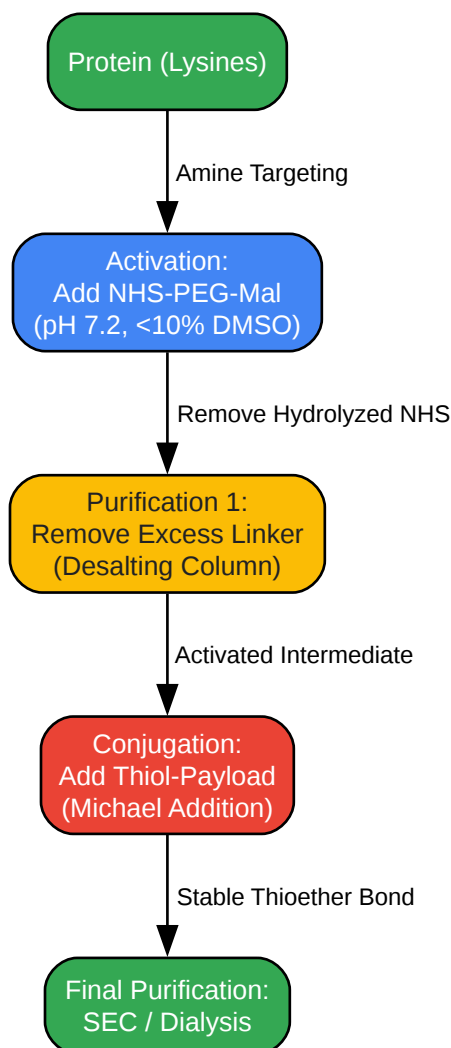 Protein (Lysines)
Amine Targeting
Activation:
Add NHS-PEG-Mal
(pH 7.2, <10% DMSO)
Remove Hydrolyzed NHS
Purification 1:
Remove Excess Linker
(Desalting Column)
Activated Intermediate
Conjugation:
Add Thiol-Payload
(Michael Addition)
Stable Thioether Bond
Final Purification:
SEC / Dialysis